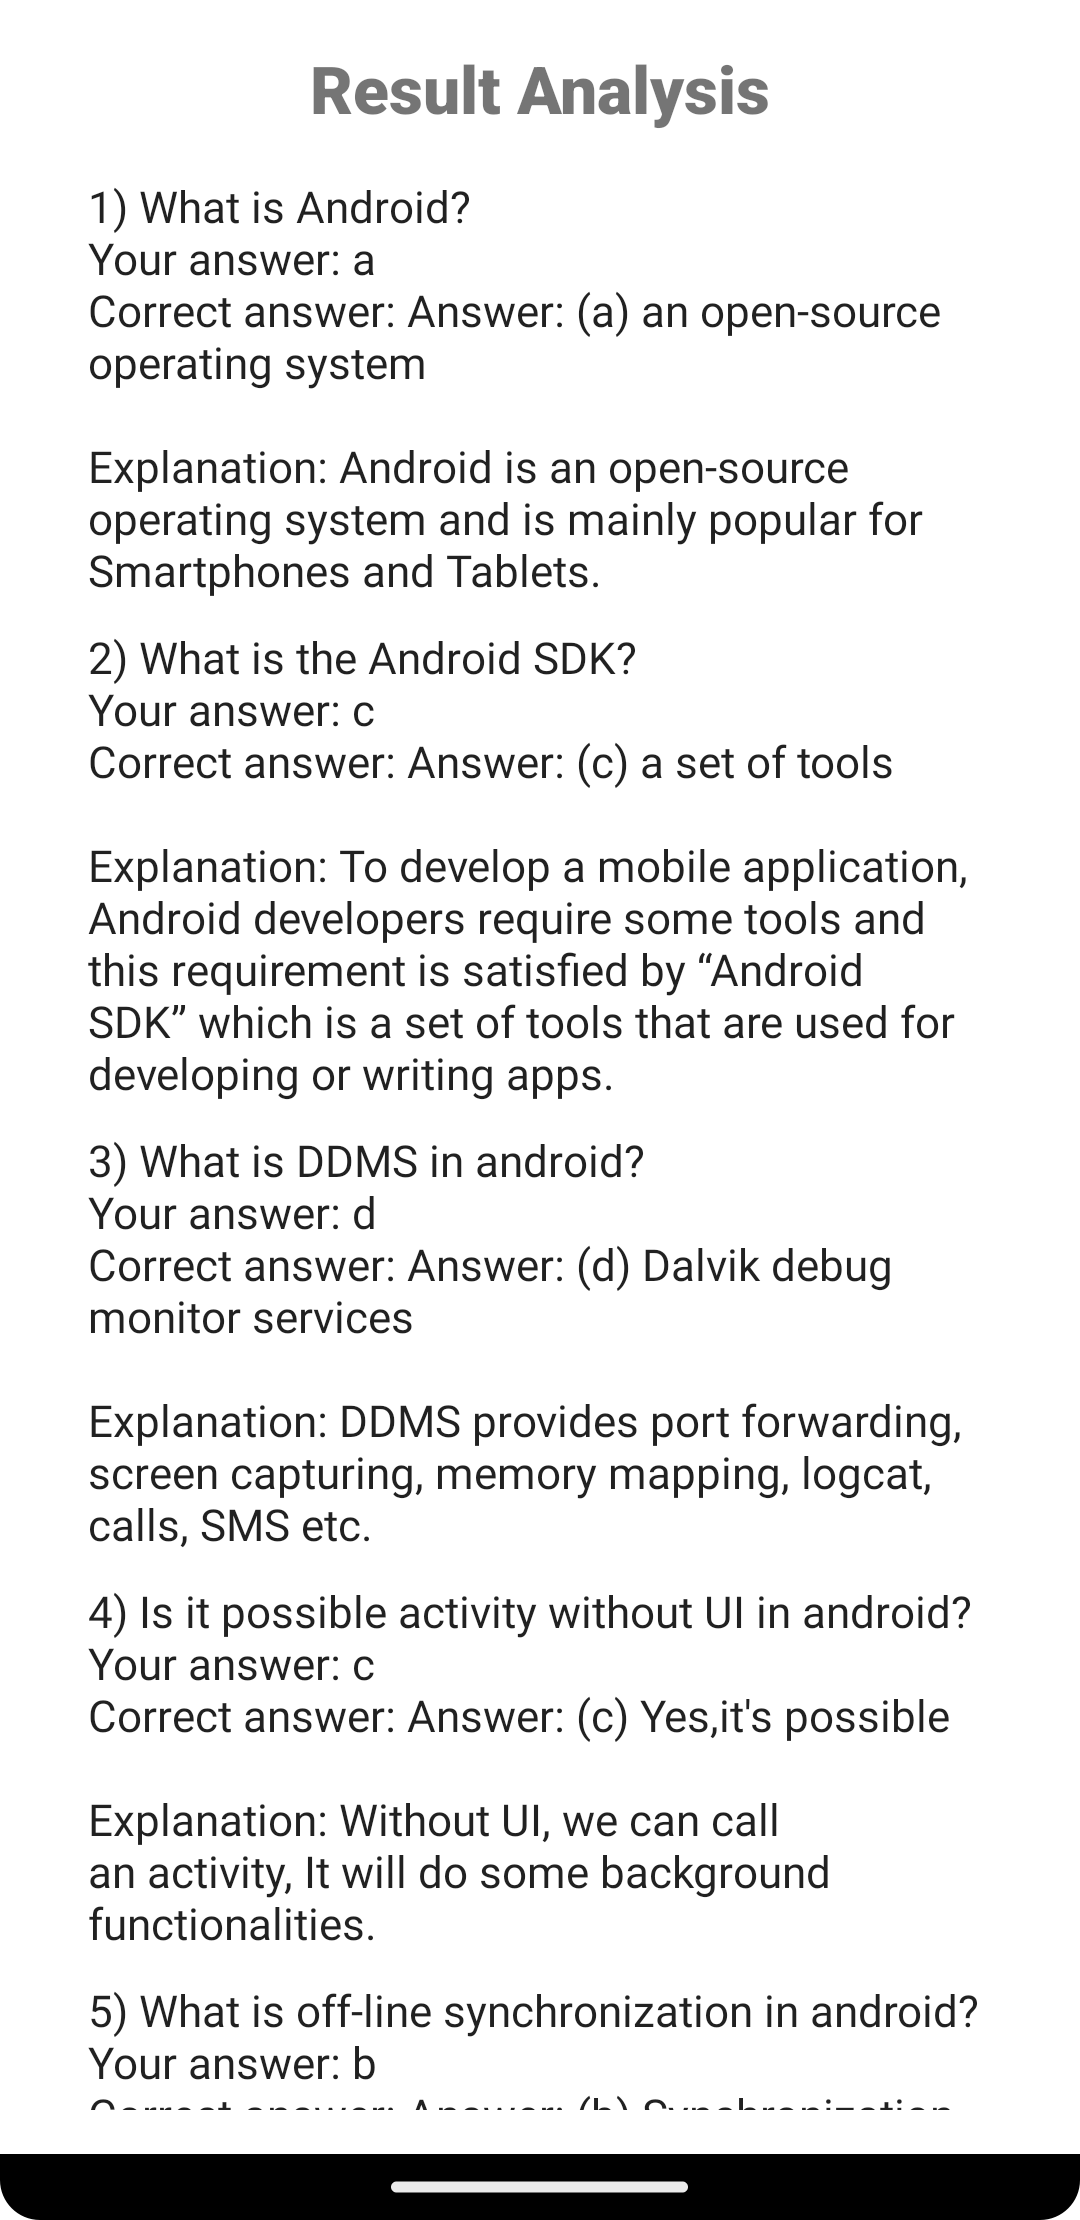 Result Analysis
1) What is Android?
Your answer: a
Correct answer: Answer: (a) an open-source
operating system
Explanation: Android is an open-source
operating system and is mainly popular for
Smartphones and Tablets.
2) What is the Android SDK?
Your answer: c
Correct answer: Answer: (c) a set of tools
Explanation: To develop a mobile application,
Android developers require some tools and
this requirement is satisfied by “Android
SDK” which is a set of tools that are used for
developing or writing apps.
3) What is DDMS in android?
Your answer: d
Correct answer: Answer: (d) Dalvik debug
monitor services
Explanation: DDMS provides port forwarding,
screen capturing, memory mapping, logcat,
calls, SMS etc.
4) Is it possible activity without UI in android?
Your answer: c
Correct answer: Answer: (c) Yes,it's possible
Explanation: Without UI, we can call
an activity, It will do some background
functionalities.
5) What is off-line synchronization in android?
Your answer: b
Correct answer: Answer: (b) Synchronization